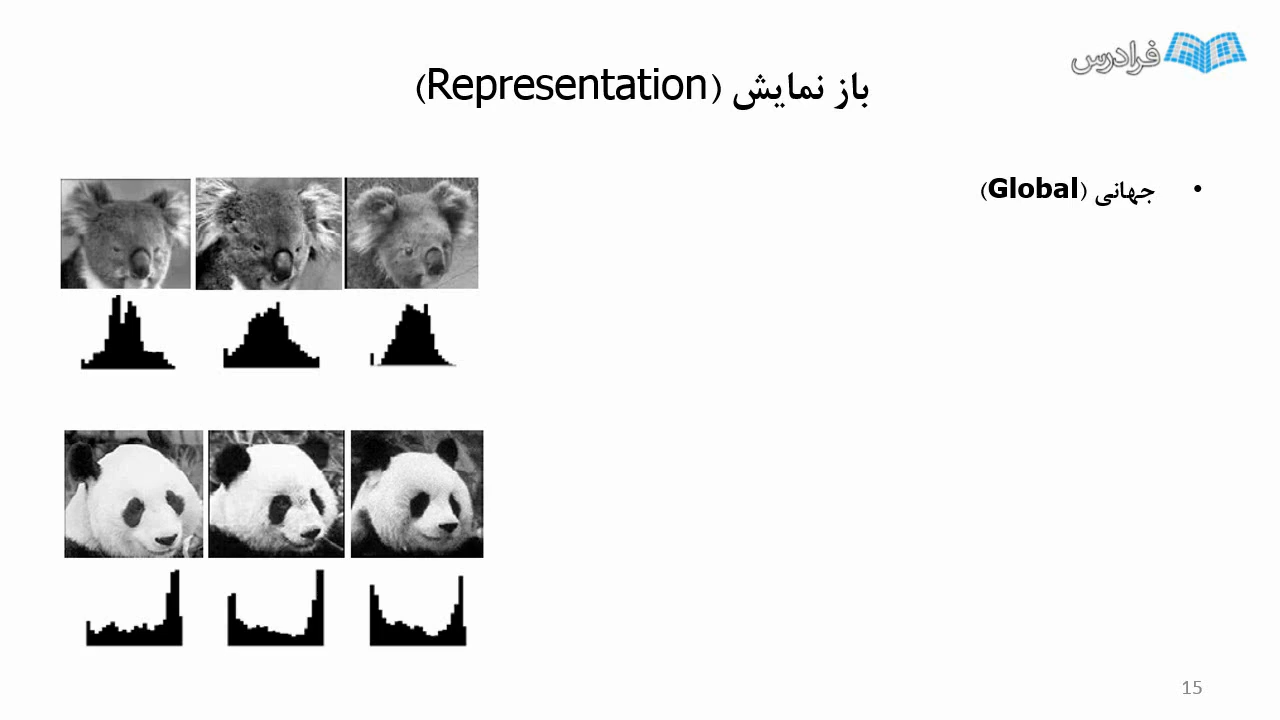 فرادرس
باز نمایش (Representation)
• جهانی (Global)
15